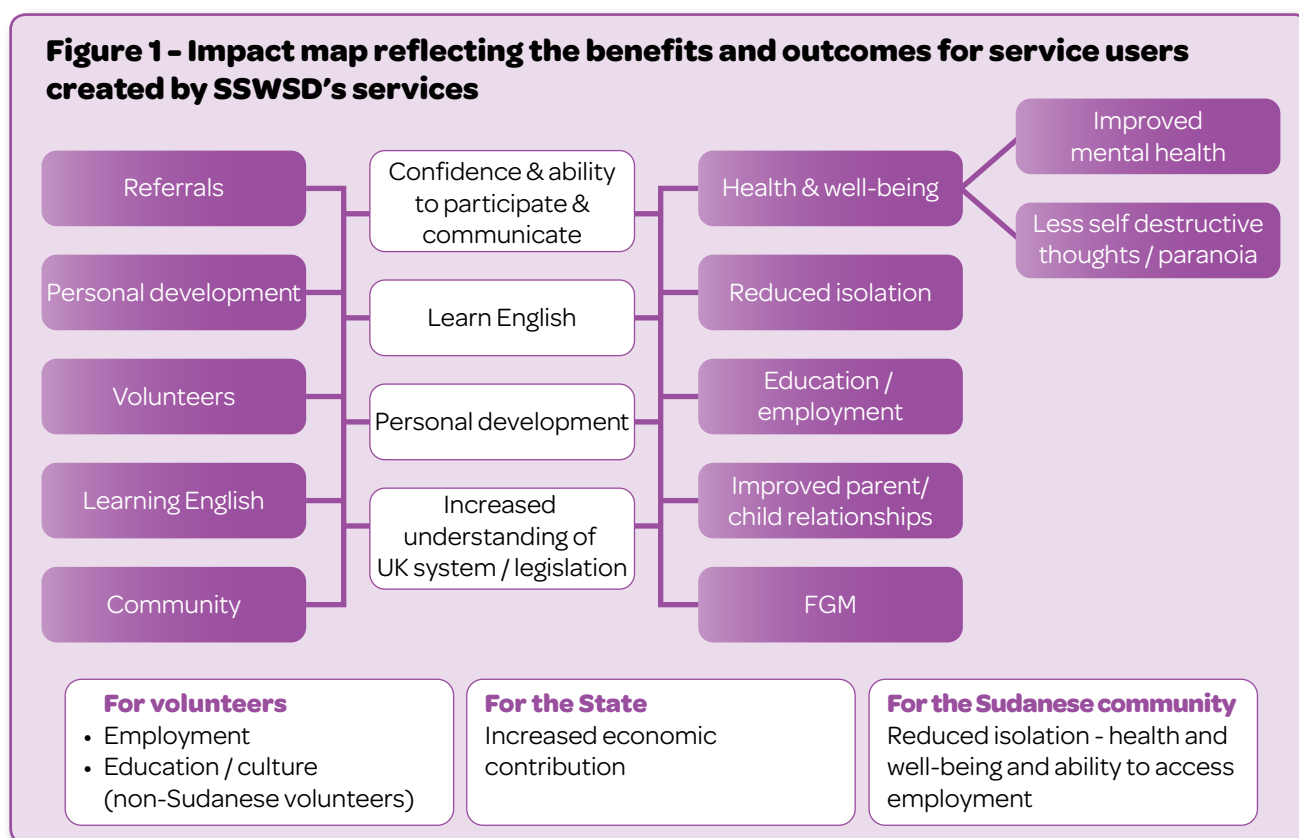 Figure 1 – Impact map reflecting the benefits and outcomes for service users
created by SSWSD's services
Referrals
Personal development
Volunteers
Learning English
Community
Confidence & ability
to participate &
communicate
Learn English
Personal development
Increased
understanding of
UK system / legislation
Health & well-being
Reduced isolation
Education /
employment
Improved parent/
child relationships
FGM
Improved
mental health
Less self destructive
thoughts / paranoia
For volunteers
• Employment
• Education / culture
(non-Sudanese volunteers)
For the State
Increased economic
contribution
For the Sudanese community
Reduced isolation - health and
well-being and ability to access
employment